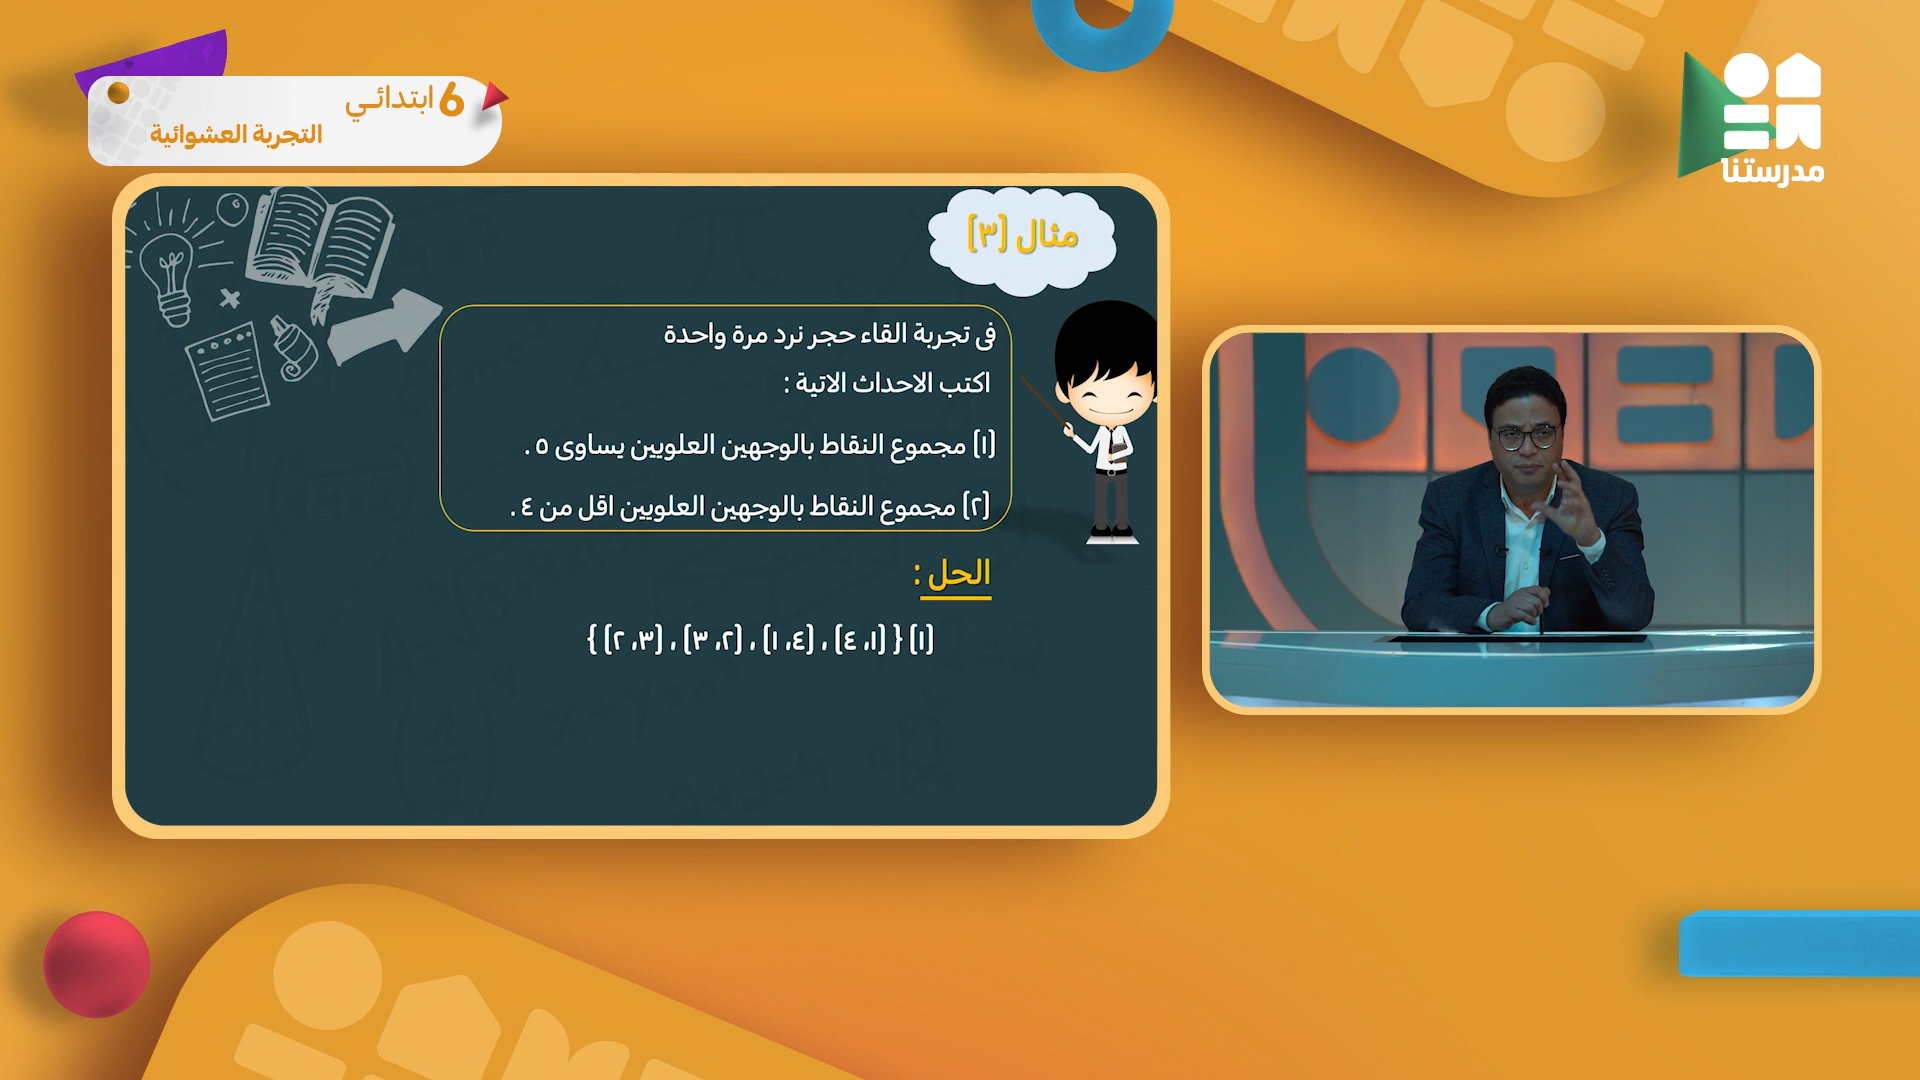 6 ابتدائي
التجربة العشوائية
مدرستنا
مثال (٣)
فى تجربة القاء حجر نرد مرة واحدة
اكتب الاحداث الاتية :
(١) مجموع النقاط بالوجهين العلويين يساوى ٥ .
(٢) مجموع النقاط بالوجهين العلويين اقل من ٤ .
الحل :
(١) { (١، ٤) ، (٤، ١) ، (٢، ٣) ، (٣، ٢) }